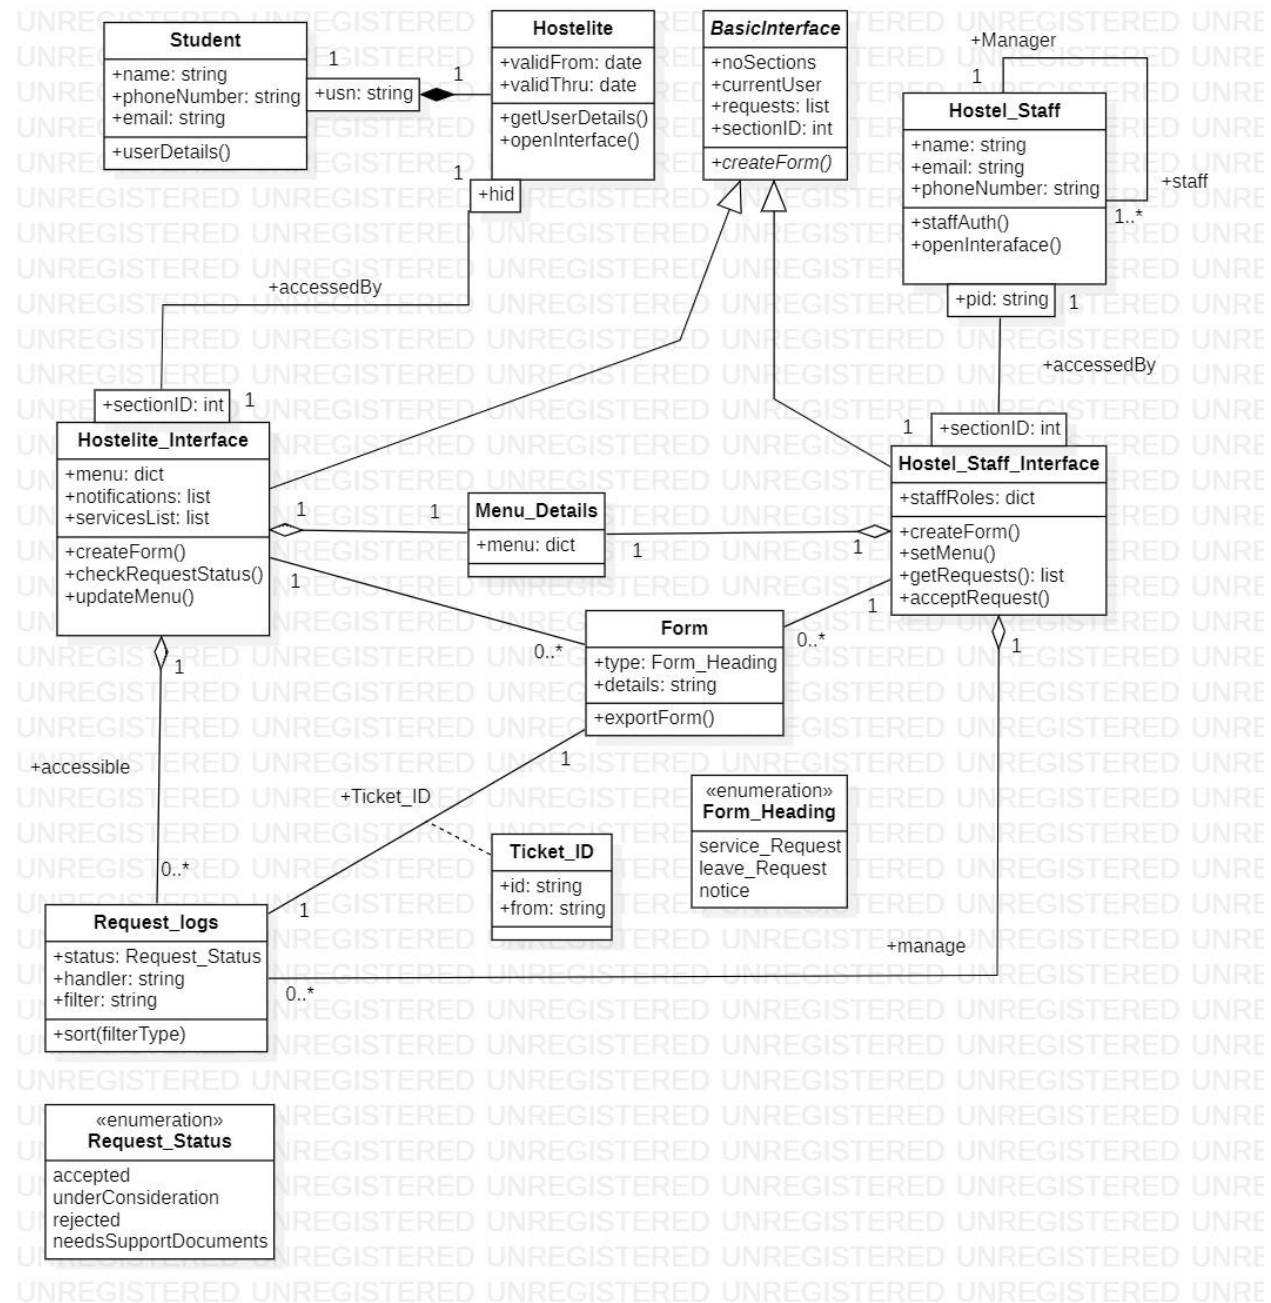 Student
+name: string
+phoneNumber: string
+email: string
+userDetails()
1
+usn: string
1
Hostelite
+validFrom: date
+validThru: date
+getUserDetails()
+openInterface()
1
+hid
BasicInterface
+noSections
+currentUser
+requests: list
+sectionID: int
+createForm()
+Manager
1
Hostel_Staff
+name: string
+email: string
+phoneNumber: string
+staffAuth()
+openInteraface()
+staff
1..*
+pid: string
1
+accessedBy
+accessedBy
+sectionID: int
1
Hostelite_Interface
+menu: dict
+notifications: list
+servicesList: list
+createForm()
+checkRequestStatus()
+updateMenu()
1
+sectionID: int
Hostel_Staff_Interface
+staffRoles: dict
+createForm()
+setMenu()
+getRequests(): list
+acceptRequest()
1
1
Menu_Details
+menu: dict
1
1
1
0..*
Form
+type: Form_Heading
+details: string
+exportForm()
0..*
1
1
1
+accessible
0..*
1
+Ticket_ID
Ticket_ID
+id: string
+from: string
«enumeration»
Form_Heading
service_Request
leave_Request
notice
Request_logs
+status: Request_Status
+handler: string
+filter: string
+sort(filterType)
1
0..*
+manage
«enumeration»
Request_Status
accepted
underConsideration
rejected
needsSupportDocuments
UNREGISTERED UNREGISTERED UNREGISTERED UNREGISTERED UNREGISTERED UNRE